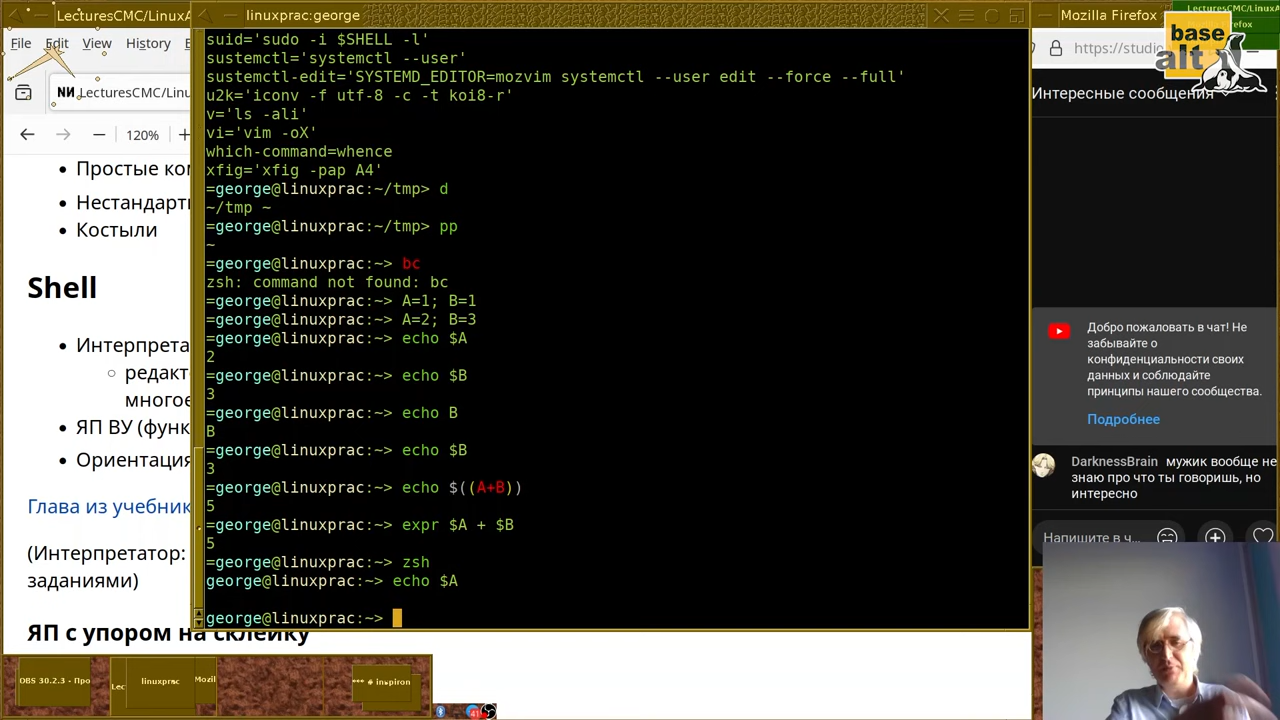 LecturesCMC/LinuxA
linuxprac:george
Mozilla Firefox
LecturesCMC/LinuxA
Mozilla Firefox
base
alt
File Edit View History
LecturesCMC/Linu
120%
https://studio
Интересные сообщения
Простые ко
Нестандарт
Костыли
Shell
Интерпрета
редакт
многое
ЯП ВУ (функ
Ориентация
Глава из учебник
(Интерпретатор:
заданиями)
ЯП с упором на склейку
suid='sudo -i $SHELL -l'
sustemctl='systemctl --user'
sustemctl-edit='SYSTEMD_EDITOR=mozvim systemctl --user edit --force --full'
u2k='iconv -f utf-8 -c -t koi8-r'
v='ls -ali'
vi='vim -oX'
which-command=whence
xfig='xfig -pap A4'
=george@linuxprac:~/tmp> d
~/tmp ~
=george@linuxprac:~/tmp> pp
~
=george@linuxprac:~> bc
zsh: command not found: bc
=george@linuxprac:~> A=1; B=1
=george@linuxprac:~> A=2; B=3
=george@linuxprac:~> echo $A
2
=george@linuxprac:~> echo $B
3
=george@linuxprac:~> echo B
B
=george@linuxprac:~> echo $B
3
=george@linuxprac:~> echo $((A+B))
5
=george@linuxprac:~> expr $A + $B
5
=george@linuxprac:~> zsh
george@linuxprac:~> echo $A
george@linuxprac:~>
Добро пожаловать в чат! Не
забывайте о
конфиденциальности своих
данных и соблюдайте
принципы нашего сообщества.
Подробнее
DarknessBrain мужик вообще не
знаю про что ты говоришь, но
интересно
Напишите в ч...
OBS 30.2.3 - Про
Lec
linuxprac
Mozil
*** # inspiron
41